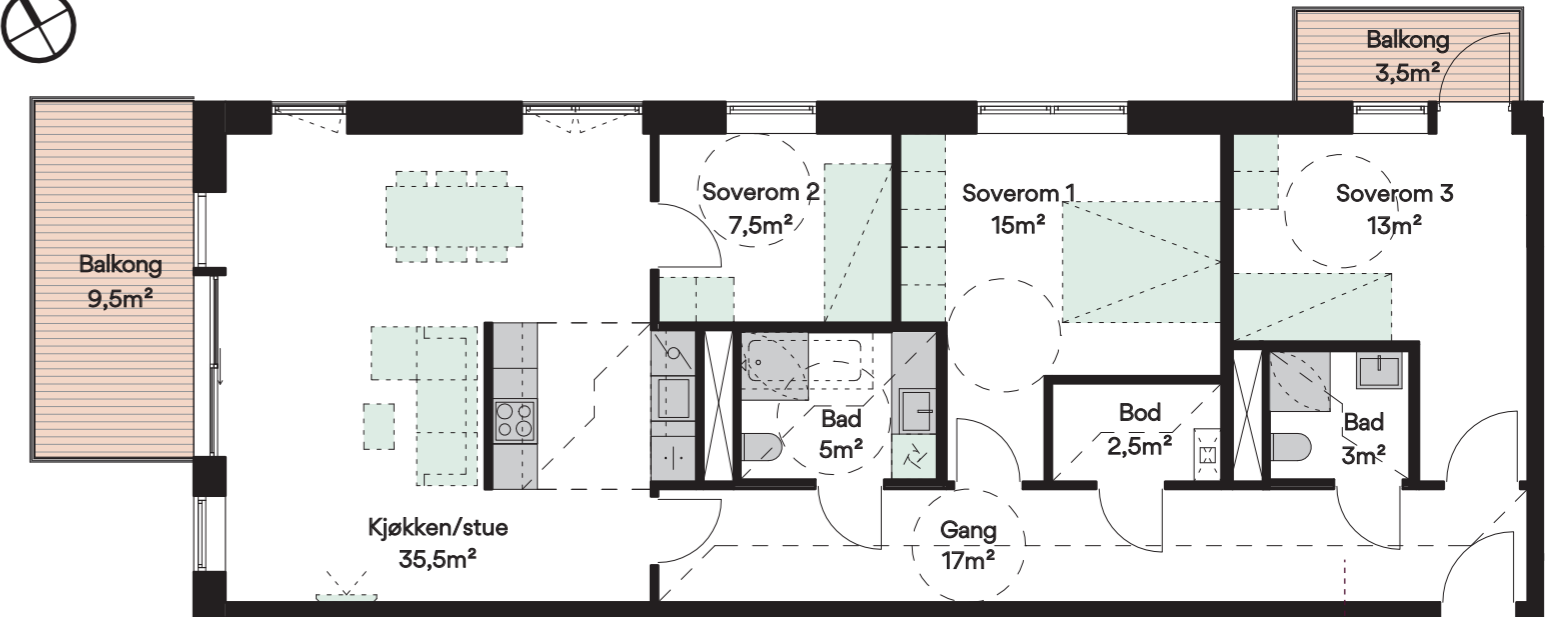 Balkong
3,5m²
Soverom 2
7,5m²
Soverom 1
15m²
Soverom 3
13m²
Balkong
9,5m²
Bad
5m²
Bod
2,5m²
Bad
3m²
Kjøkken/stue
35,5m²
Gang
17m²